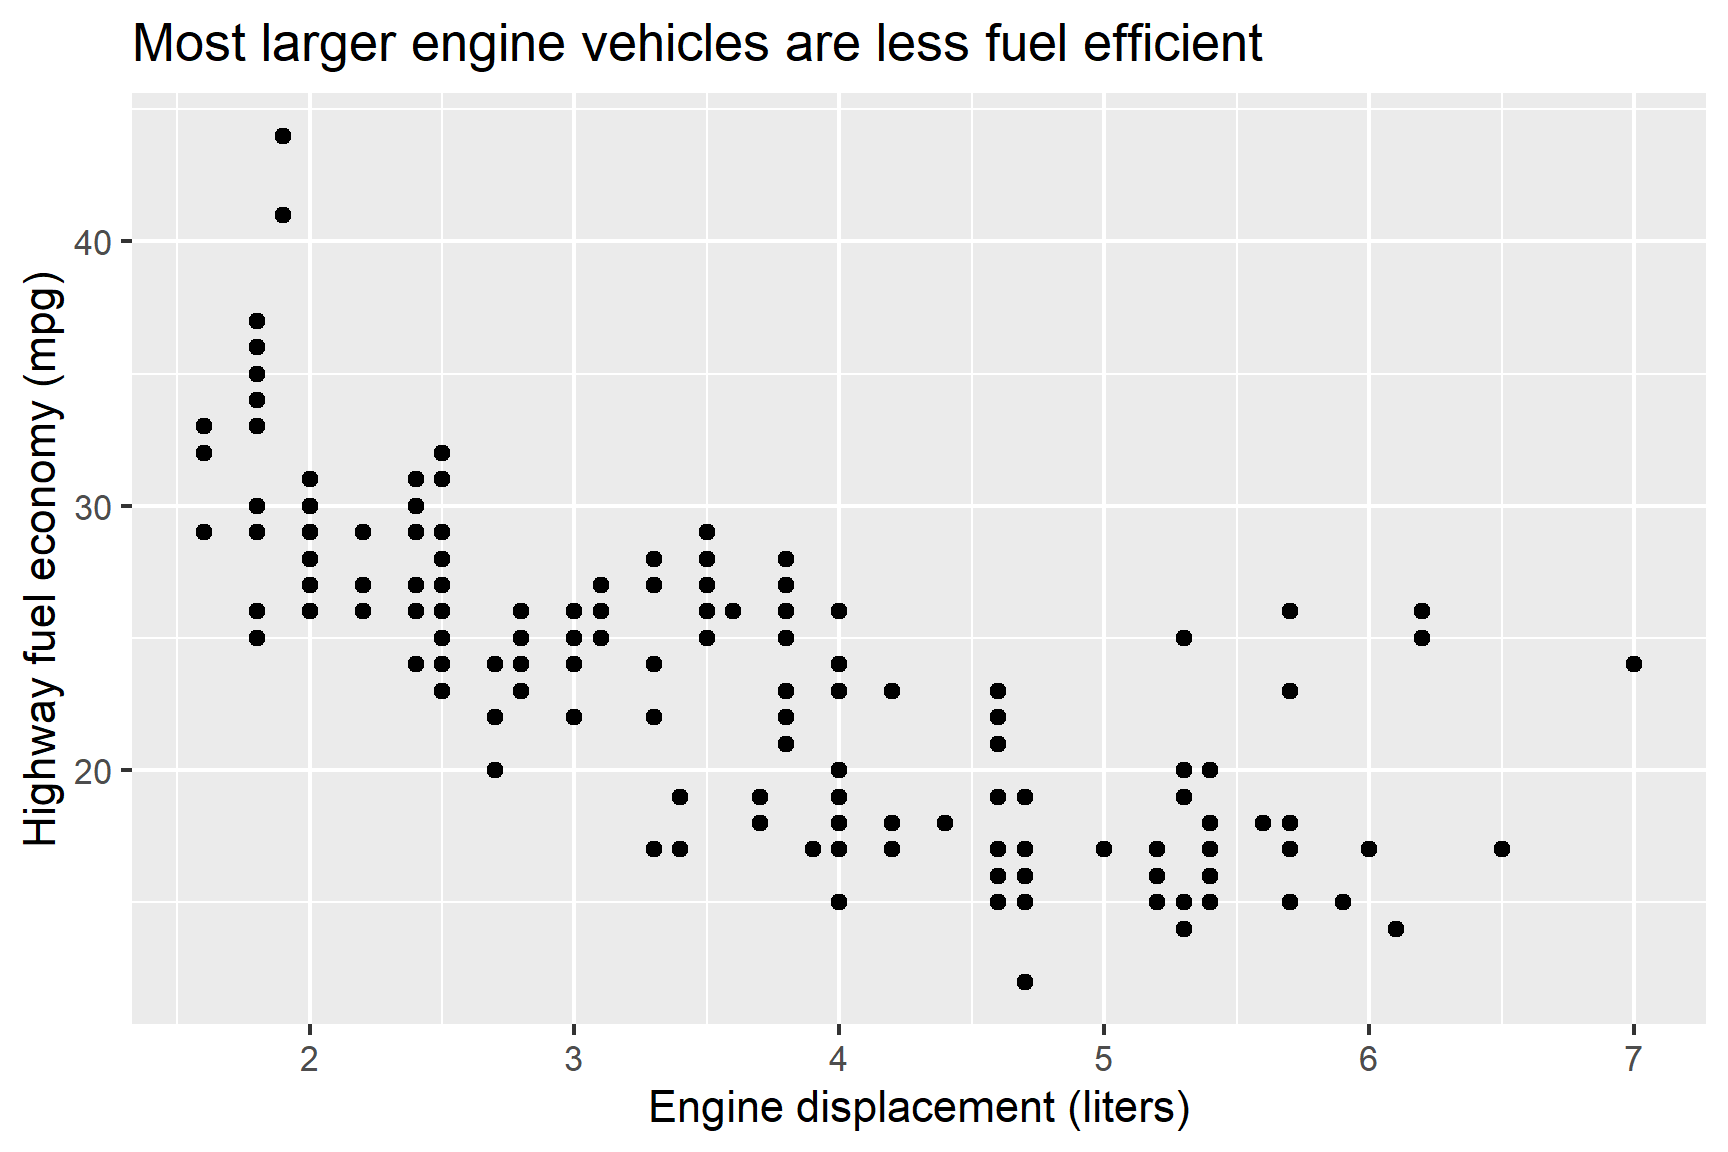 Most larger engine vehicles are less fuel efficient
Highway fuel economy (mpg)
40
30
20
2 3 4 5 6 7
Engine displacement (liters)